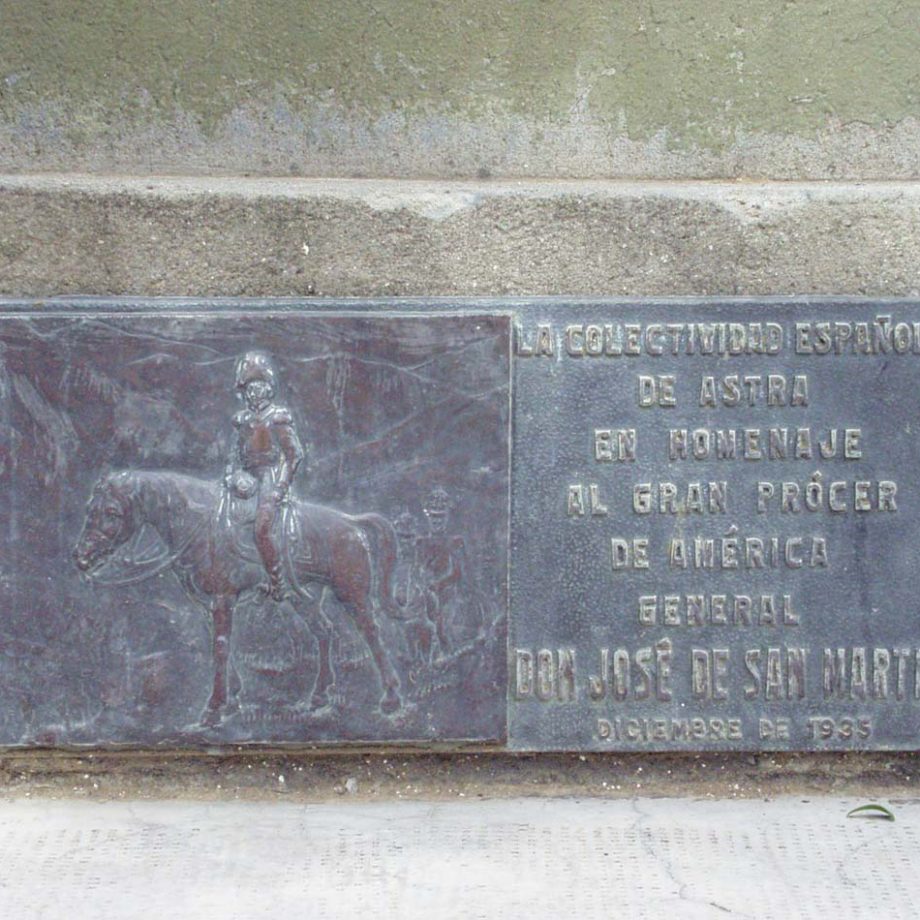 LA COLECTIVIDAD ESPAÑOL
DE ASTRA
EN HOMENAJE
AL GRAN PRÓCER
DE AMÉRICA
GENERAL
DON JOSÉ DE SAN MARTI
DICIEMBRE DE 1935